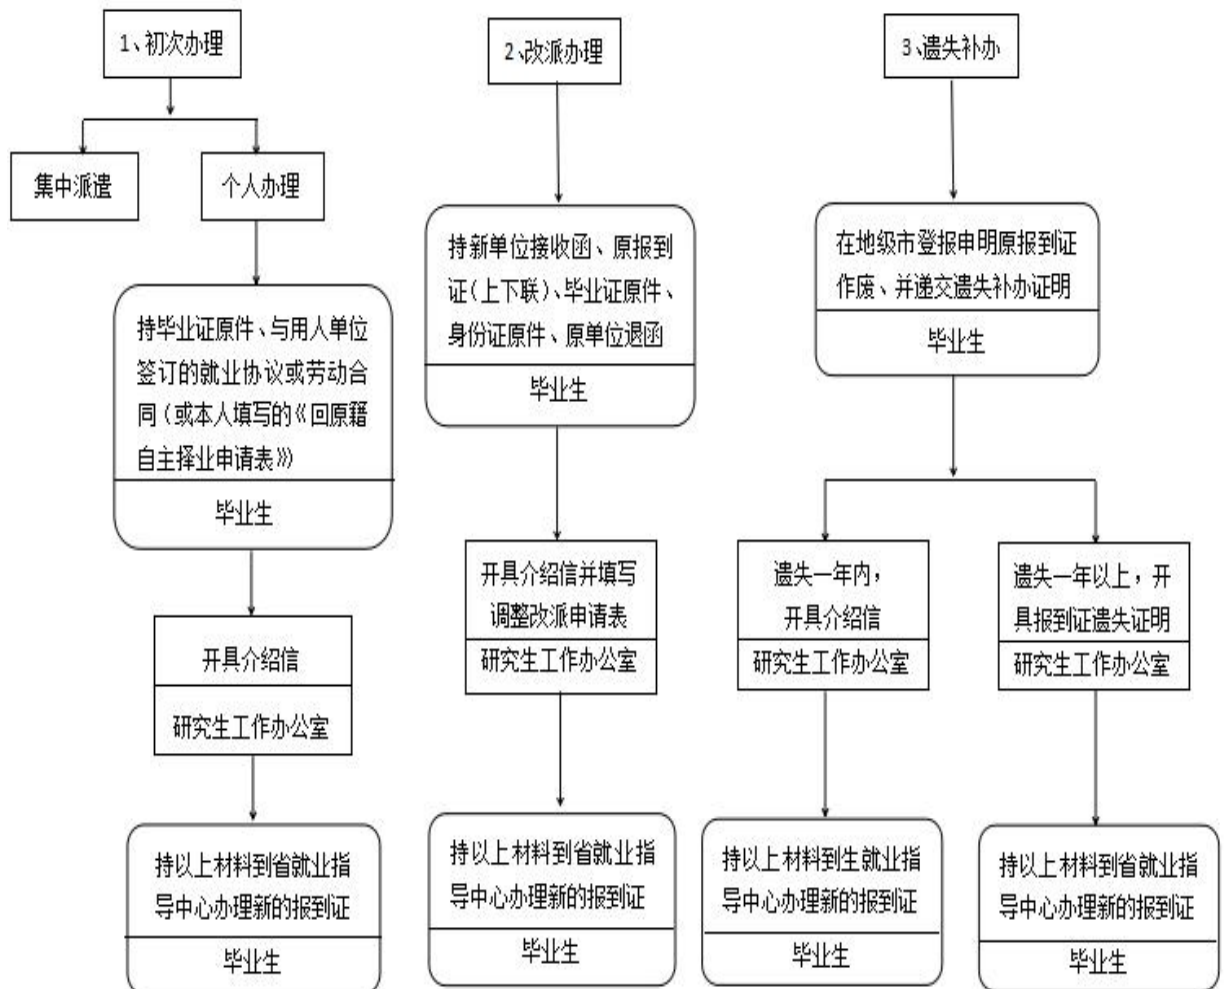 1、初次办理
集中派遣
个人办理
持毕业证原件、与用人单位
签订的就业协议或劳动合
同(或本人填写的《回原籍
自主择业申请表》)
毕业生
开具介绍信
研究生工作办公室
持以上材料到省就业指
导中心办理新的报到证
毕业生
2、改派办理
持新单位接收函、原报到
证(上下联)、毕业证原件、
身份证原件、原单位退函
毕业生
开具介绍信并填写
调整改派申请表
研究生工作办公室
持以上材料到省就业指
导中心办理新的报到证
毕业生
3、遗失补办
在地级市登报申明原报到证
作废、并递交遗失补办证明
毕业生
遗失一年内,
开具介绍信
研究生工作办公室
持以上材料到生就业指
导中心办理新的报到证
毕业生
遗失一年以上,开
具报到证遗失证明
研究生工作办公室
持以上材料到省就业指
导中心办理新的报到证
毕业生